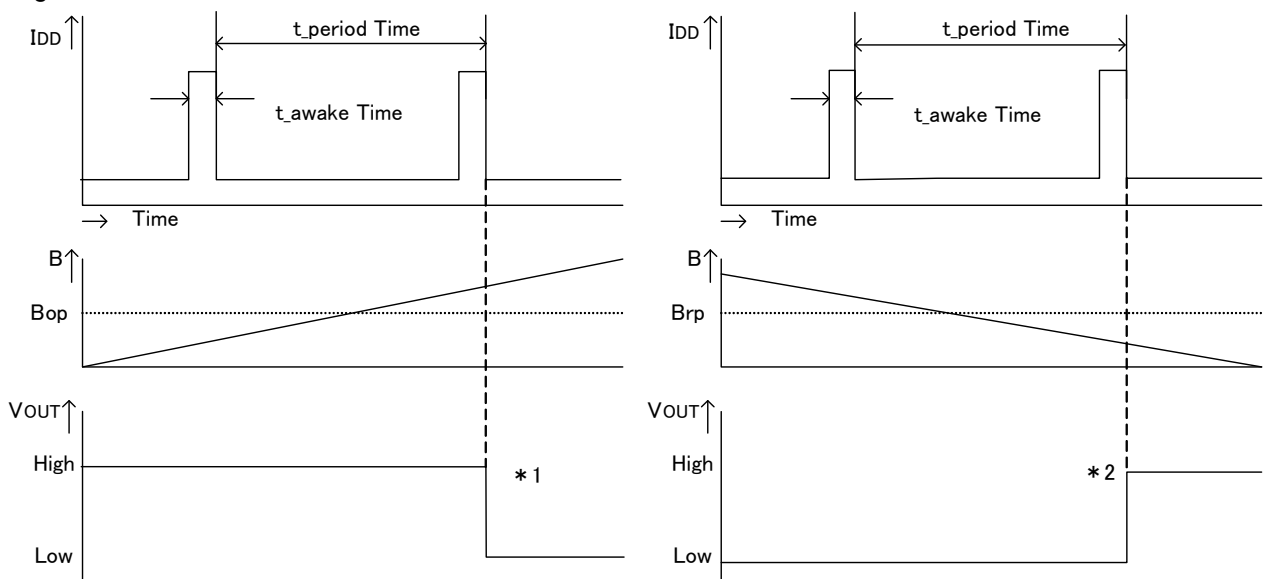 IDD
t_period Time
t_awake Time
Time
B
Bop
VOUT
High
*1
Low
IDD
t_period Time
t_awake Time
Time
B
Brp
VOUT
High
*2
Low